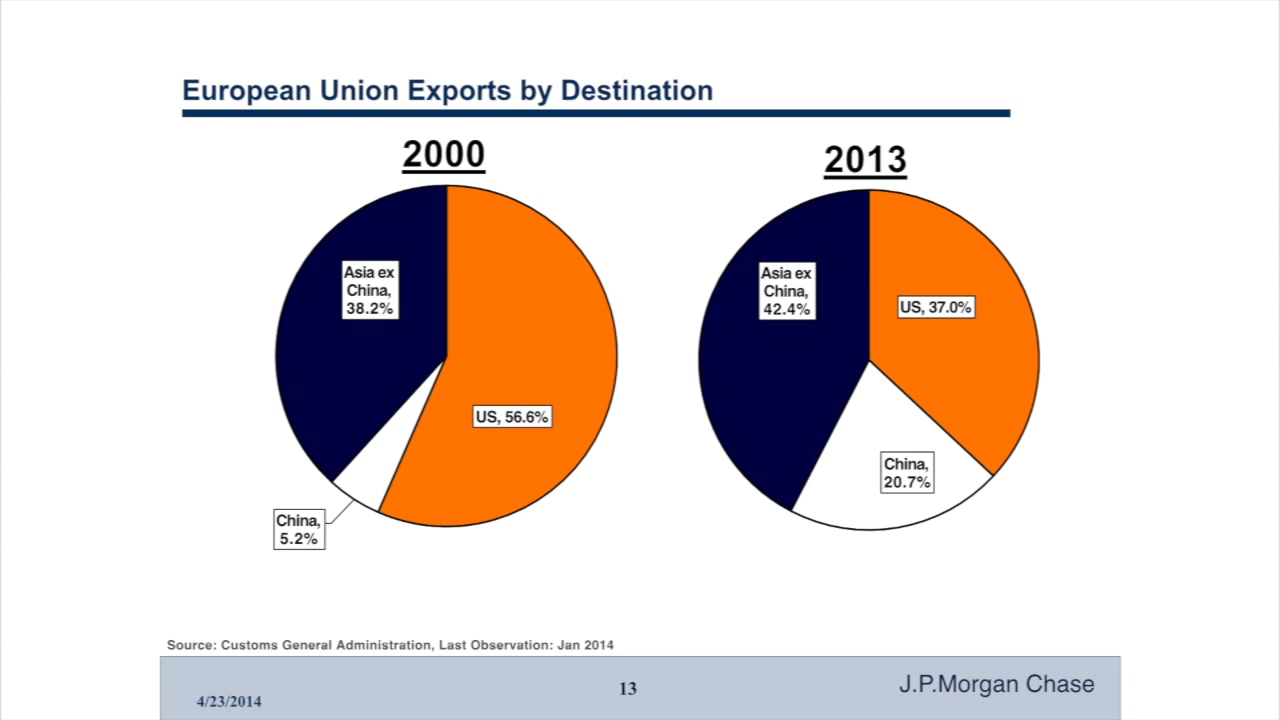 European Union Exports by Destination
2000
2013
Asia ex
China,
38.2%
US, 56.6%
China,
5.2%
Asia ex
China,
42.4%
US, 37.0%
China,
20.7%
Source: Customs General Administration, Last Observation: Jan 2014
4/23/2014
13
J.P.Morgan Chase